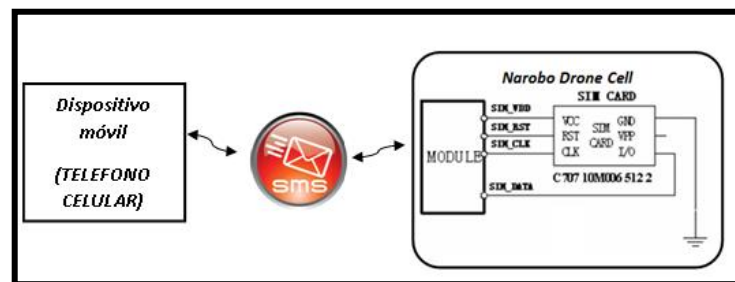 Dispositivo
móvil
(TELEFONO
CELULAR)
sms
Narobo Drone Cell
SIM CARD
MODULE
SIM_VDD
SIM_RST
SIM_CLK
SIM_DATA
VCC GND
RST SIM VPP
CLK CARD I/O
C707 10M006 512 2